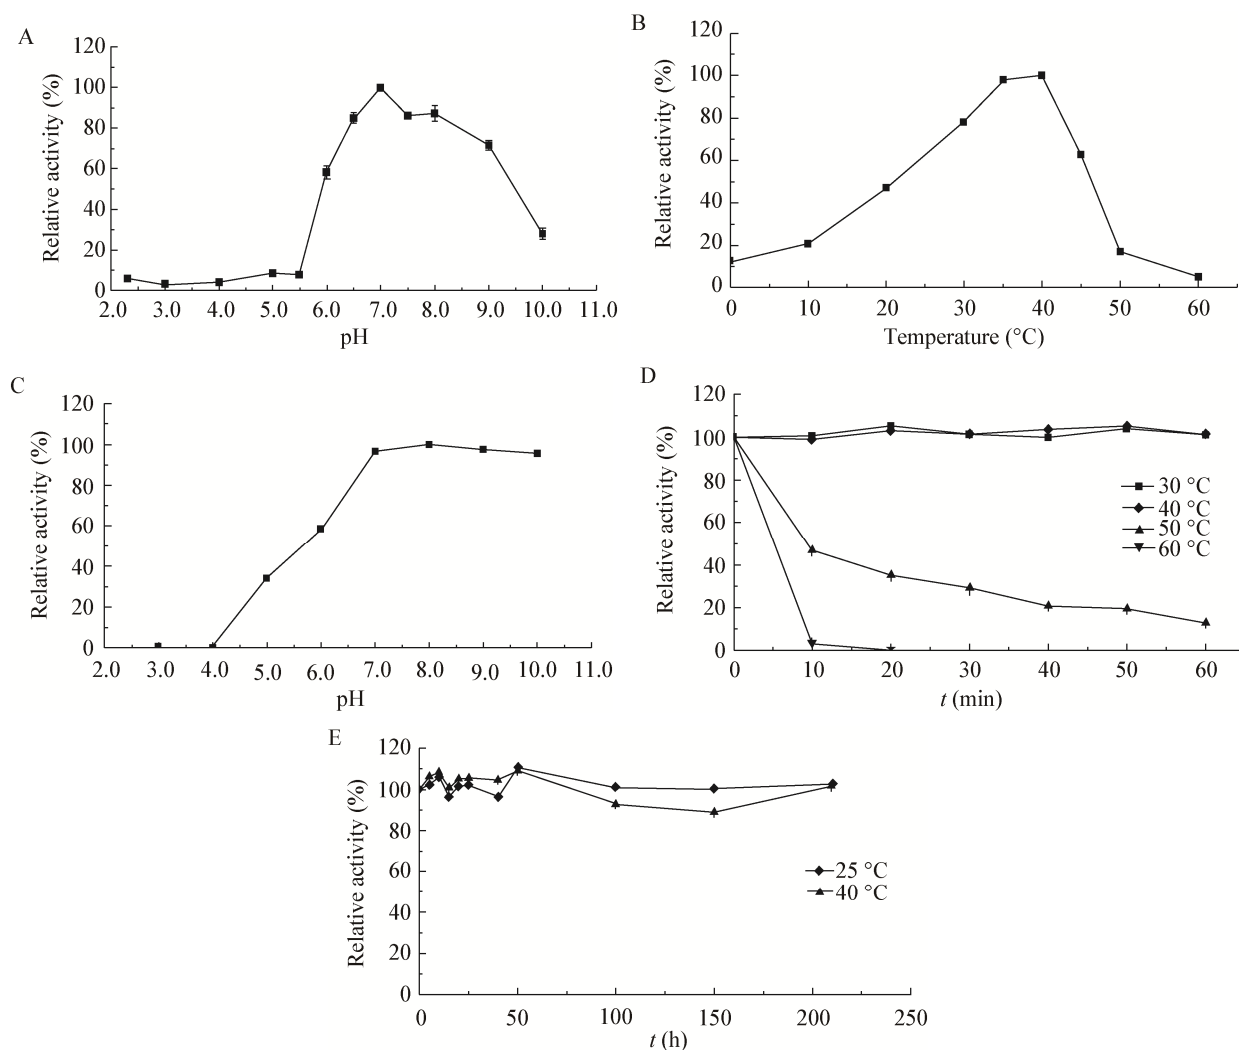 A
120
100
80
60
40
20
0
2.0 3.0 4.0 5.0 6.0 7.0 8.0 9.0 10.0 11.0
pH
Relative activity (%)
B
120
100
80
60
40
20
0
0 10 20 30 40 50 60
Temperature (°C)
Relative activity (%)
C
120
100
80
60
40
20
0
2.0 3.0 4.0 5.0 6.0 7.0 8.0 9.0 10.0 11.0
pH
Relative activity (%)
D
120
100
80
60
40
20
0
0 10 20 30 40 50 60
t (min)
Relative activity (%)
30 °C
40 °C
50 °C
60 °C
E
120
100
80
60
40
20
0
0 50 100 150 200 250
t (h)
Relative activity (%)
25 °C
40 °C